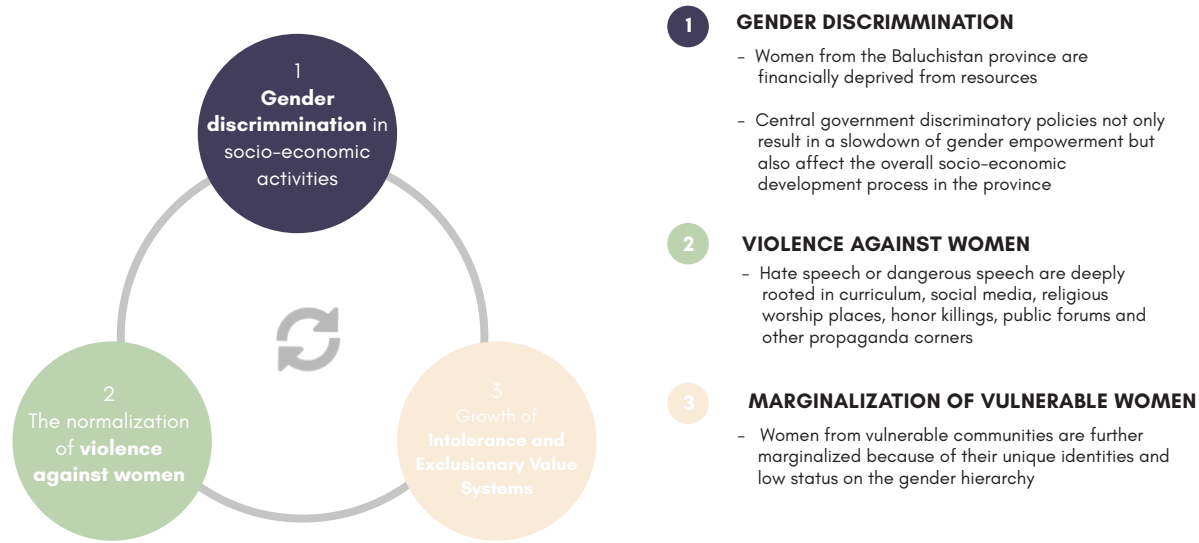 1
Gender
discrimmination in
socio-economic
activities
2
The normalization
of violence
against women
3
Growth of
Intolerance and
Exclusionary Value
Systems
1
GENDER DISCRIMMINATION
- Women from the Baluchistan province are
financially deprived from resources
- Central government discriminatory policies not only
result in a slowdown of gender empowerment but
also affect the overall socio-economic
development process in the province
2
VIOLENCE AGAINST WOMEN
- Hate speech or dangerous speech are deeply
rooted in curriculum, social media, religious
worship places, honor killings, public forums and
other propaganda corners
3
MARGINALIZATION OF VULNERABLE WOMEN
- Women from vulnerable communities are further
marginalized because of their unique identities and
low status on the gender hierarchy